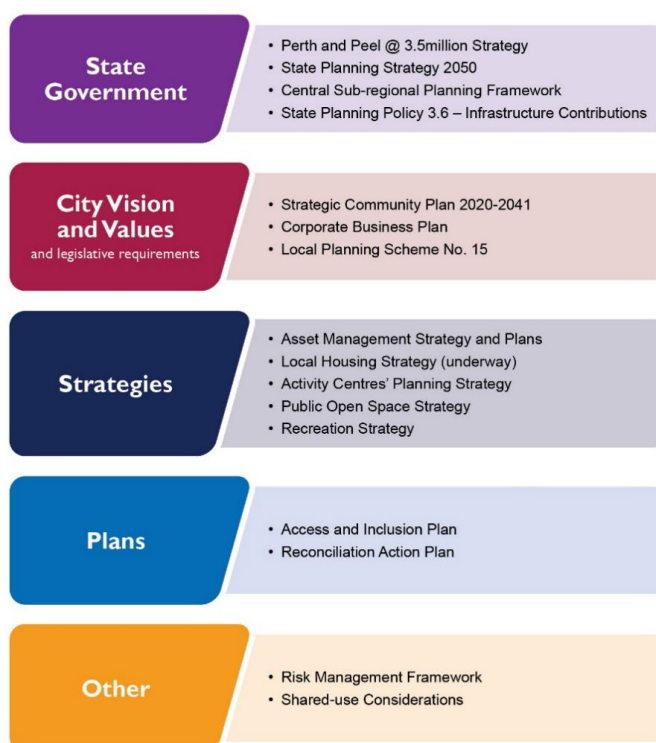 State
Government
• Perth and Peel @ 3.5million Strategy
• State Planning Strategy 2050
• Central Sub-regional Planning Framework
• State Planning Policy 3.6 – Infrastructure Contributions
City Vision
and Values
and legislative requirements
• Strategic Community Plan 2020-2041
• Corporate Business Plan
• Local Planning Scheme No. 15
Strategies
• Asset Management Strategy and Plans
• Local Housing Strategy (underway)
• Activity Centres’ Planning Strategy
• Public Open Space Strategy
• Recreation Strategy
Plans
• Access and Inclusion Plan
• Reconciliation Action Plan
Other
• Risk Management Framework
• Shared-use Considerations